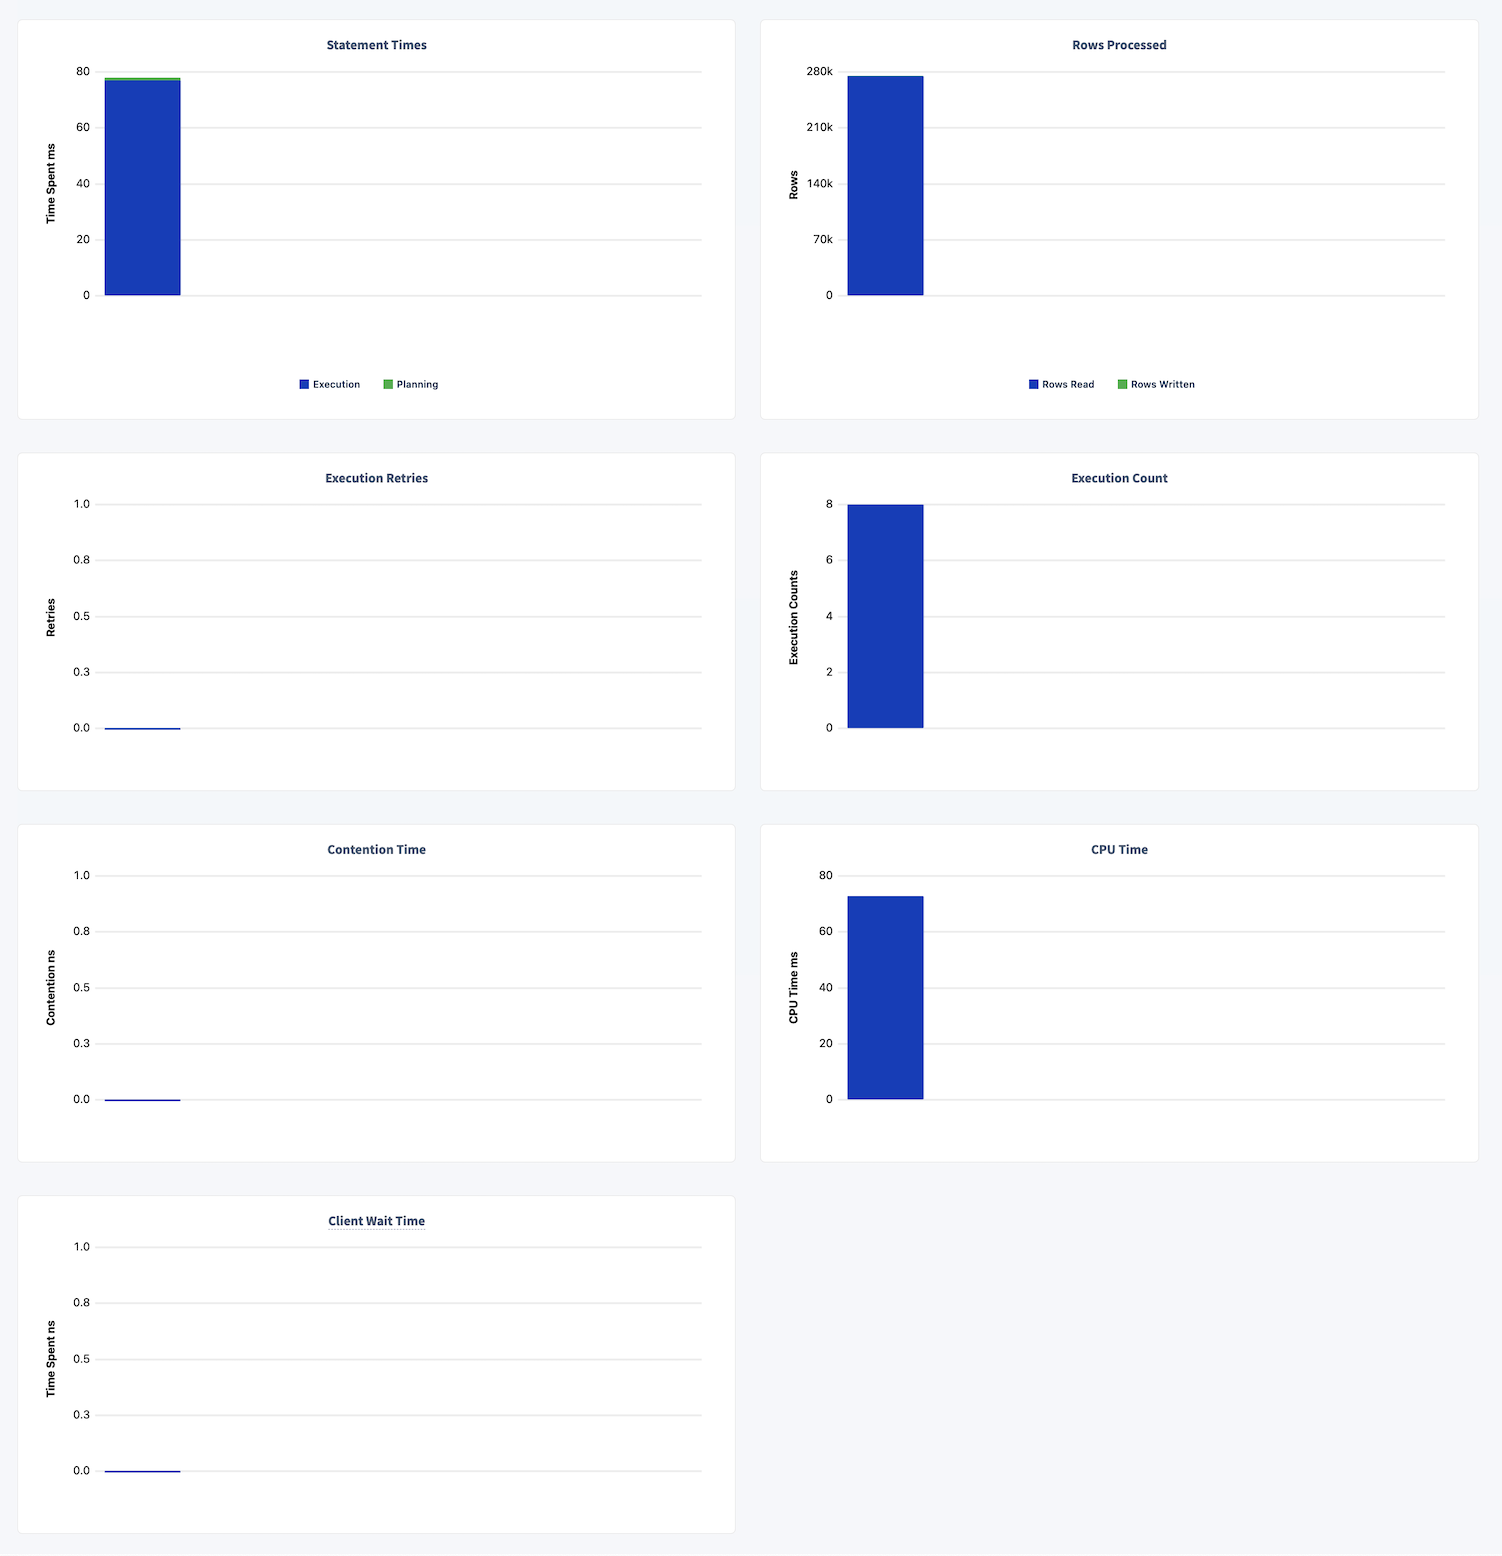 Statement Times
80
60
40
20
0
Time Spent ms
Execution
Planning
Rows Processed
280k
210k
140k
70k
0
Rows
Rows Read
Rows Written
Execution Retries
1.0
0.8
0.5
0.3
0.0
Retries
Execution Count
8
6
4
2
0
Execution Counts
Contention Time
1.0
0.8
0.5
0.3
0.0
Contention ns
CPU Time
80
60
40
20
0
CPU Time ms
Client Wait Time
1.0
0.8
0.5
0.3
0.0
Time Spent ns